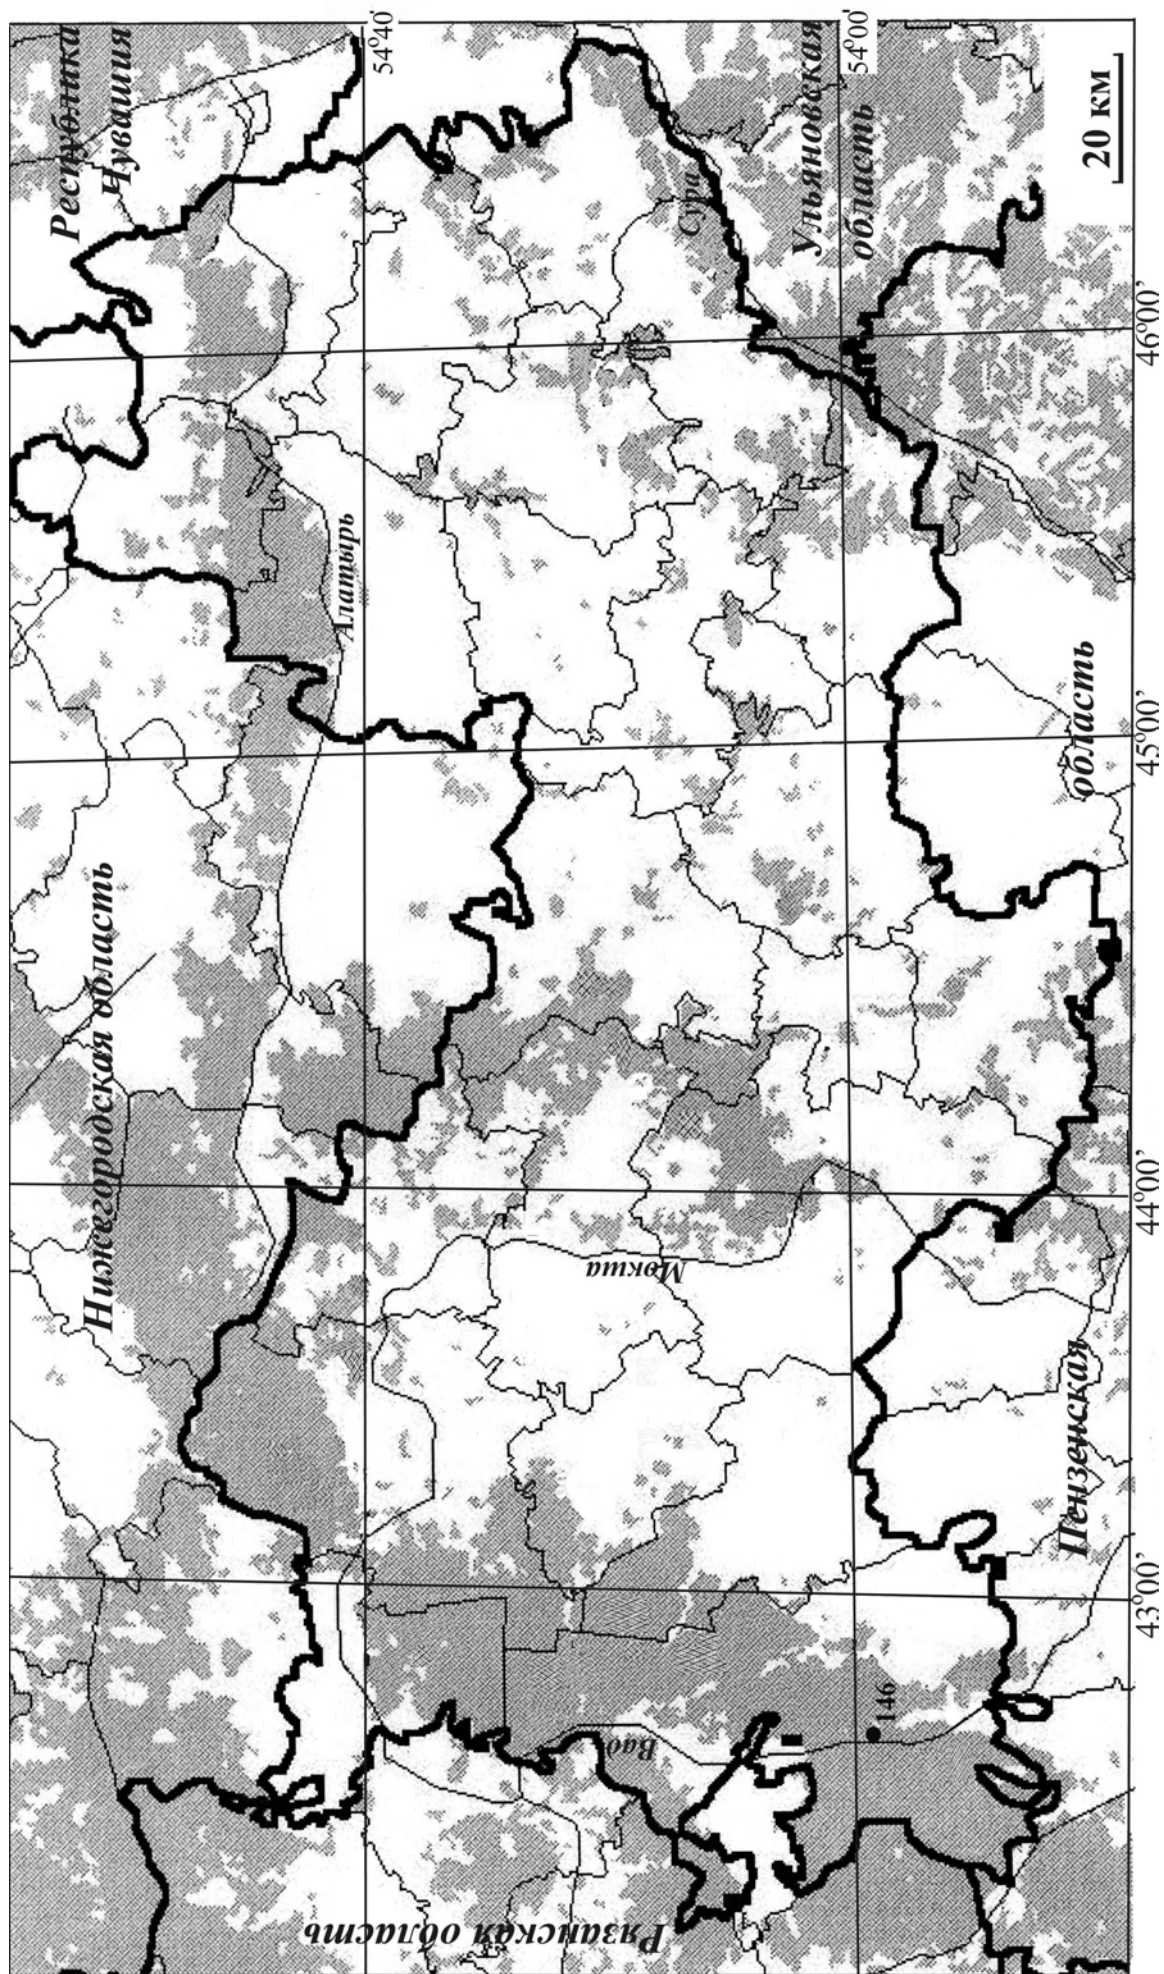 Республика
Чувашия
54°40'
Нижегородская область
Алатырь
Сура
Ульяновская
область
54°00'
20 км
Мокша
Вад
146
Рязанская область
Пензенская
область
43°00'
44°00'
45°00'
46°00'